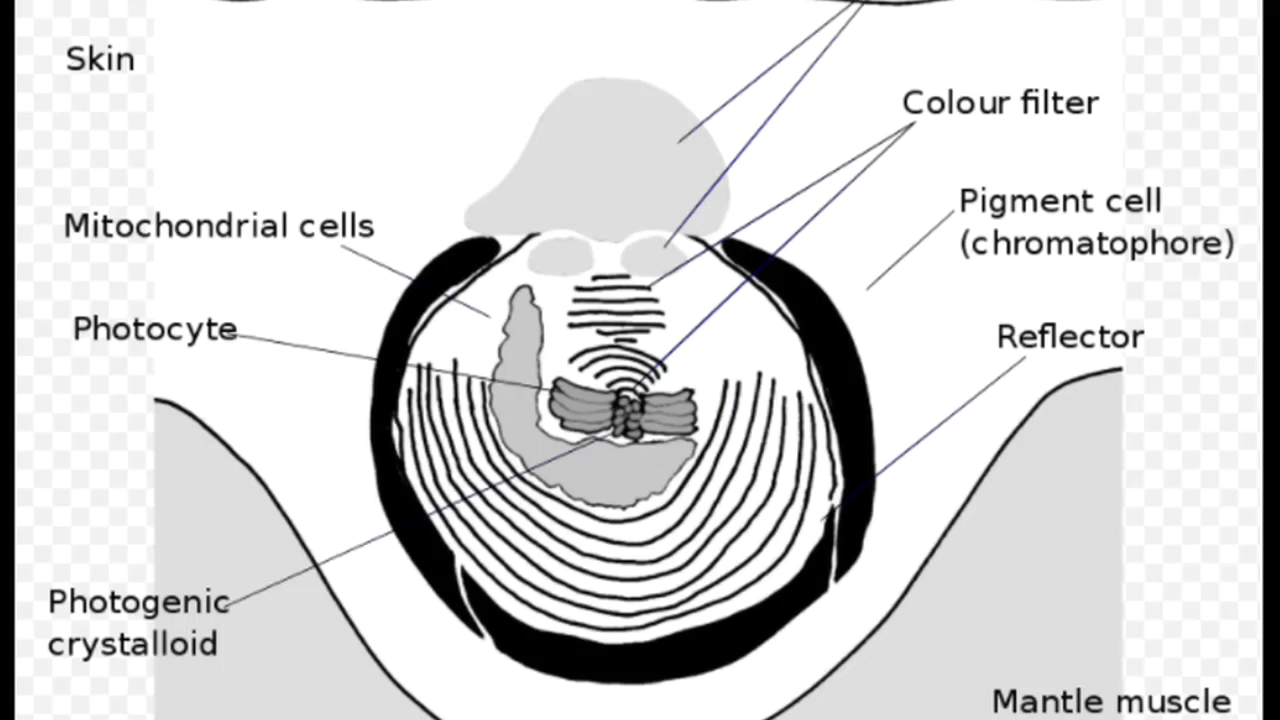 Skin
Colour filter
Pigment cell
(chromatophore)
Mitochondrial cells
Photocyte
Reflector
Photogenic
crystalloid
Mantle muscle